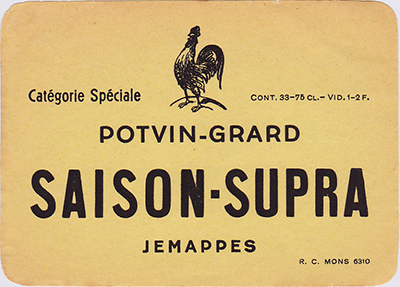 Catégorie Spéciale
CONT. 33-75 CL.- VID. 1-2 F.
POTVIN-GRARD
SAISON-SUPRA
JEMAPPES
R. C. MONS 6310